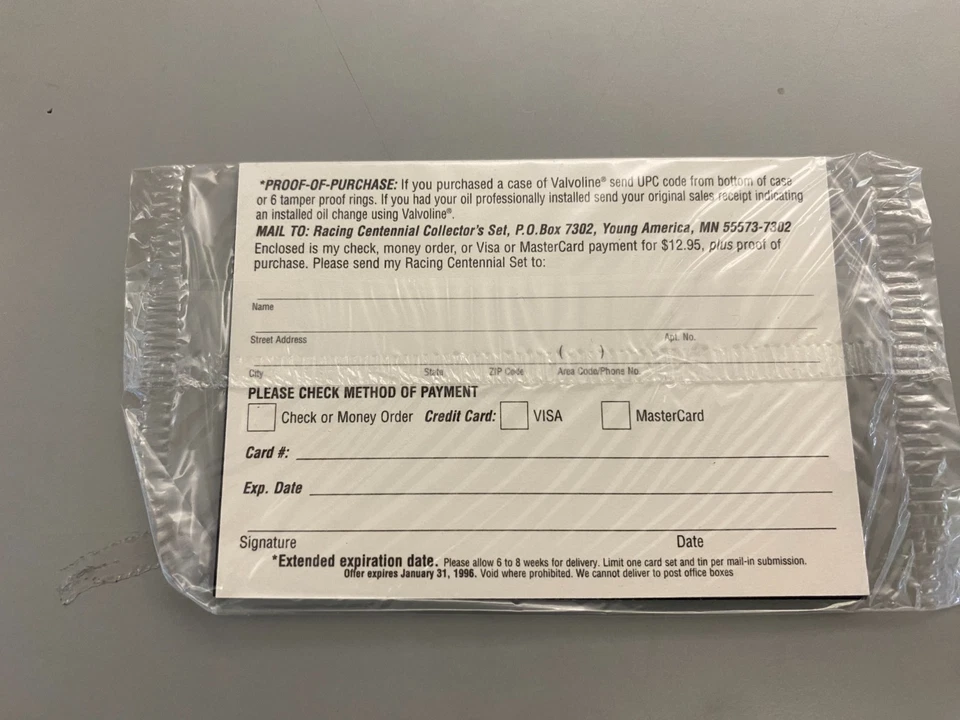 *PROOF-OF-PURCHASE: If you purchased a case of Valvoline® send UPC code from bottom of case
or 6 tamper proof rings. If you had your oil professionally installed send your original sales receipt indicating
an installed oil change using Valvoline®.
MAIL TO: Racing Centennial Collector's Set, P.O.Box 7302, Young America, MN 55573-7302
Enclosed is my check, money order, or Visa or MasterCard payment for $12.95, plus proof of
purchase. Please send my Racing Centennial Set to:
Name
Street Address Apt. No.
( )
City State ZIP Code Area Code/Phone No.
PLEASE CHECK METHOD OF PAYMENT
Check or Money Order Credit Card: VISA MasterCard
Card #:
Exp. Date
Signature Date
*Extended expiration date. Please allow 6 to 8 weeks for delivery. Limit one card set and tin per mail-in submission.
Offer expires January 31, 1996. Void where prohibited. We cannot deliver to post office boxes